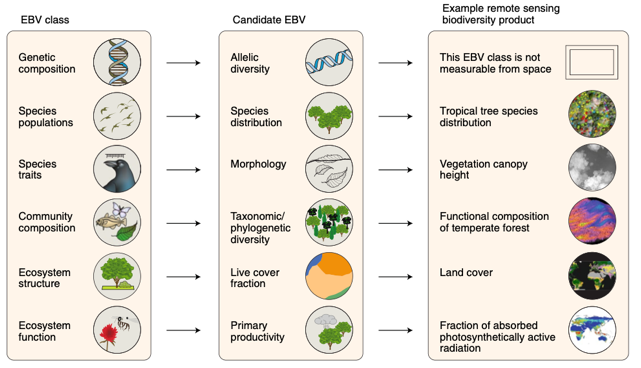 EBV class
Candidate EBV
Example remote sensing
biodiversity product
Genetic
composition
Allelic
diversity
This EBV class is not
measurable from space
Species
populations
Species
distribution
Tropical tree species
distribution
Species
traits
Morphology
Vegetation canopy
height
Community
composition
Taxonomic/
phylogenetic
diversity
Functional composition
of temperate forest
Ecosystem
structure
Live cover
fraction
Land cover
Ecosystem
function
Primary
productivity
Fraction of absorbed
photosynthetically active
radiation